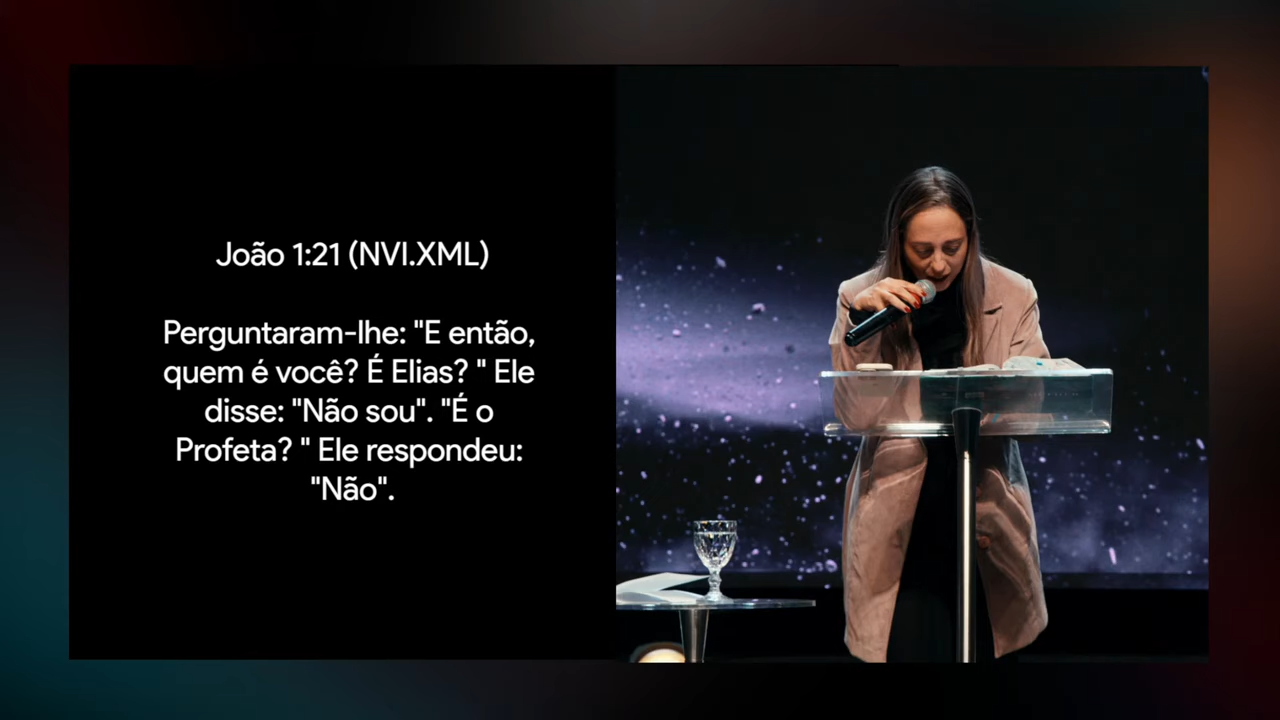 João 1:21 (NVI.XML)
Perguntaram-lhe: "E então,
quem é você? É Elias? " Ele
disse: "Não sou". "É o
Profeta? " Ele respondeu:
"Não".